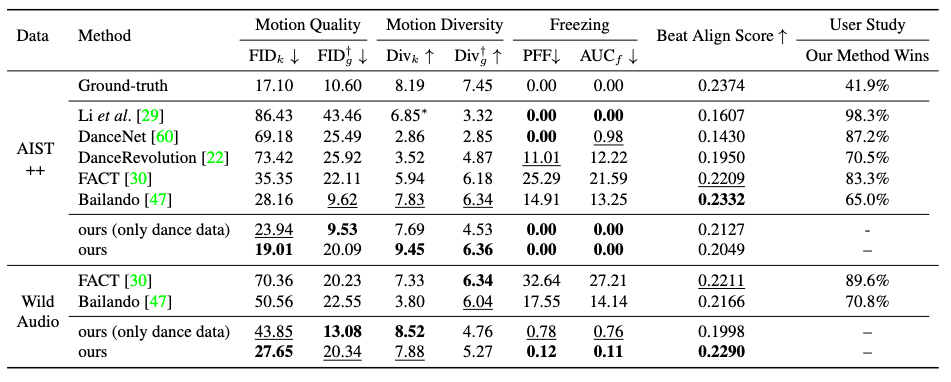 Data Method Motion Quality Motion Diversity Freezing Beat Align Score ↑ User Study
FIDₖ ↓ FID†g ↓ Divₖ ↑ Div†g ↑ PFF↓ AUCf ↓ Our Method Wins
Ground-truth 17.10 10.60 8.19 7.45 0.00 0.00 0.2374 41.9%
Li et al. [29] 86.43 43.46 6.85* 3.32 0.00 0.00 0.1607 98.3%
DanceNet [60] 69.18 25.49 2.86 2.85 0.00 0.98 0.1430 87.2%
AIST ++ DanceRevolution [22] 73.42 25.92 3.52 4.87 11.01 12.22 0.1950 70.5%
FACT [30] 35.35 22.11 5.94 6.18 25.29 21.59 0.2209 83.3%
Bailando [47] 28.16 9.62 7.83 6.34 14.91 13.25 0.2332 65.0%
ours (only dance data) 23.94 9.53 7.69 4.53 0.00 0.00 0.2127 -
ours 19.01 20.09 9.45 6.36 0.00 0.00 0.2049 –
FACT [30] 70.36 20.23 7.33 6.34 32.64 27.21 0.2211 89.6%
Wild Audio Bailando [47] 50.56 22.55 3.80 6.04 17.55 14.14 0.2166 70.8%
ours (only dance data) 43.85 13.08 8.52 4.76 0.78 0.76 0.1998 –
ours 27.65 20.34 7.88 5.27 0.12 0.11 0.2290 –